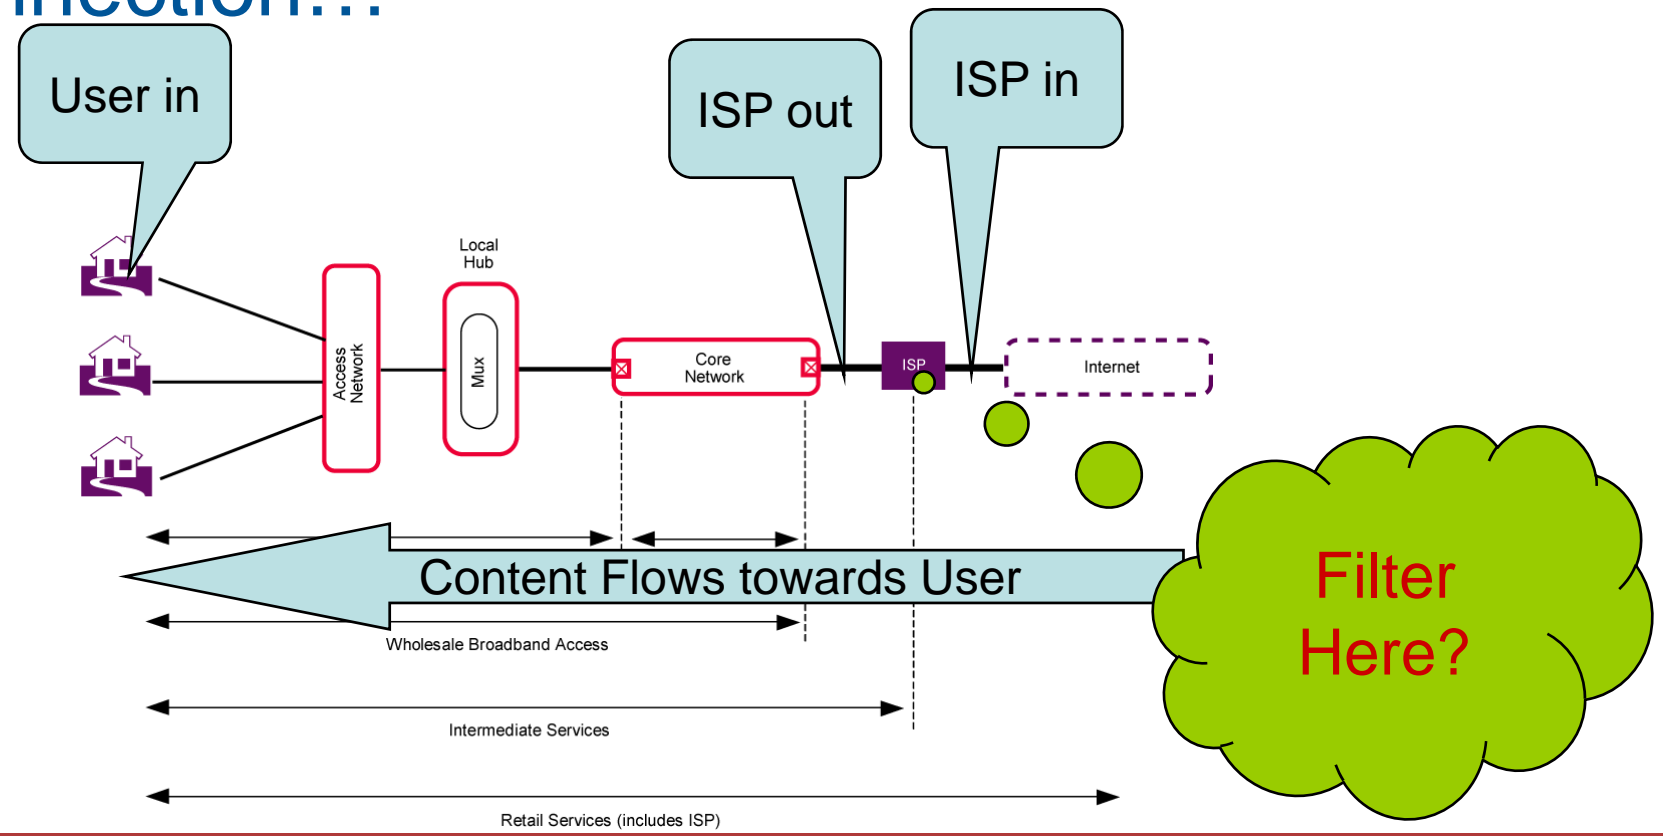 User in
ISP out
ISP in
Local
Hub
Access
Network
Mux
Core
Network
ISP
Internet
Content Flows towards User
Filter
Here?
Wholesale Broadband Access
Intermediate Services
Retail Services (includes ISP)